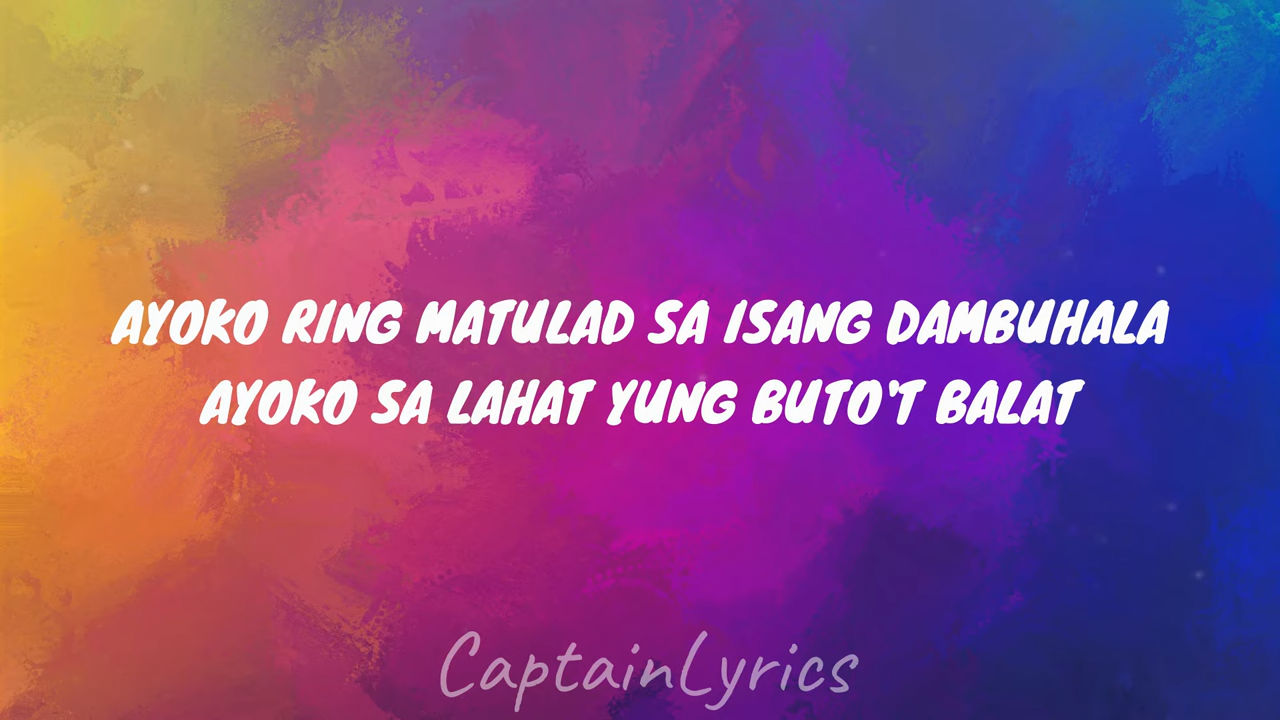 AYOKO RING MATULAD SA ISANG DAMBUHALA
AYOKO SA LAHAT YUNG BUTO'T BALAT
CaptainLyrics